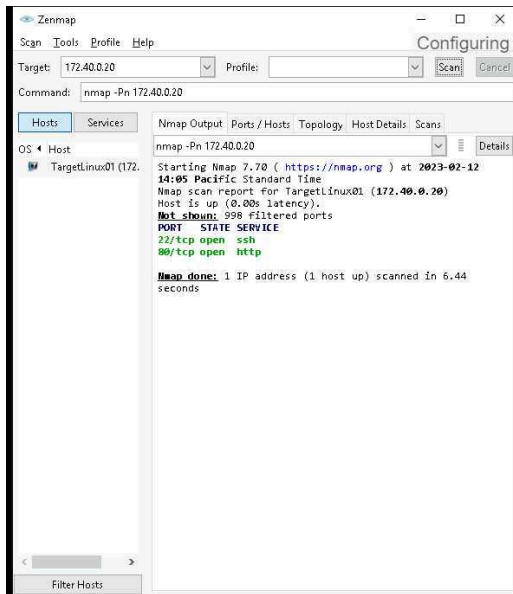 Zenmap
Scan Tools Profile Help
Configuring
Target: 172.40.0.20 Profile: Scan Cancel
Command: nmap -Pn 172.40.0.20
Hosts Services Nmap Output Ports / Hosts Topology Host Details Scans
OS Host
nmap -Pn 172.40.0.20 Details
TargetLinux01 (172.
Starting Nmap 7.70 ( https://nmap.org ) at 2023-02-12
14:05 Pacific Standard Time
Nmap scan report for TargetLinux01 (172.40.0.20)
Host is up (0.00s latency).
Not shown: 998 filtered ports
PORT STATE SERVICE
22/tcp open ssh
80/tcp open http
Nmap done: 1 IP address (1 host up) scanned in 6.44
seconds
Filter Hosts